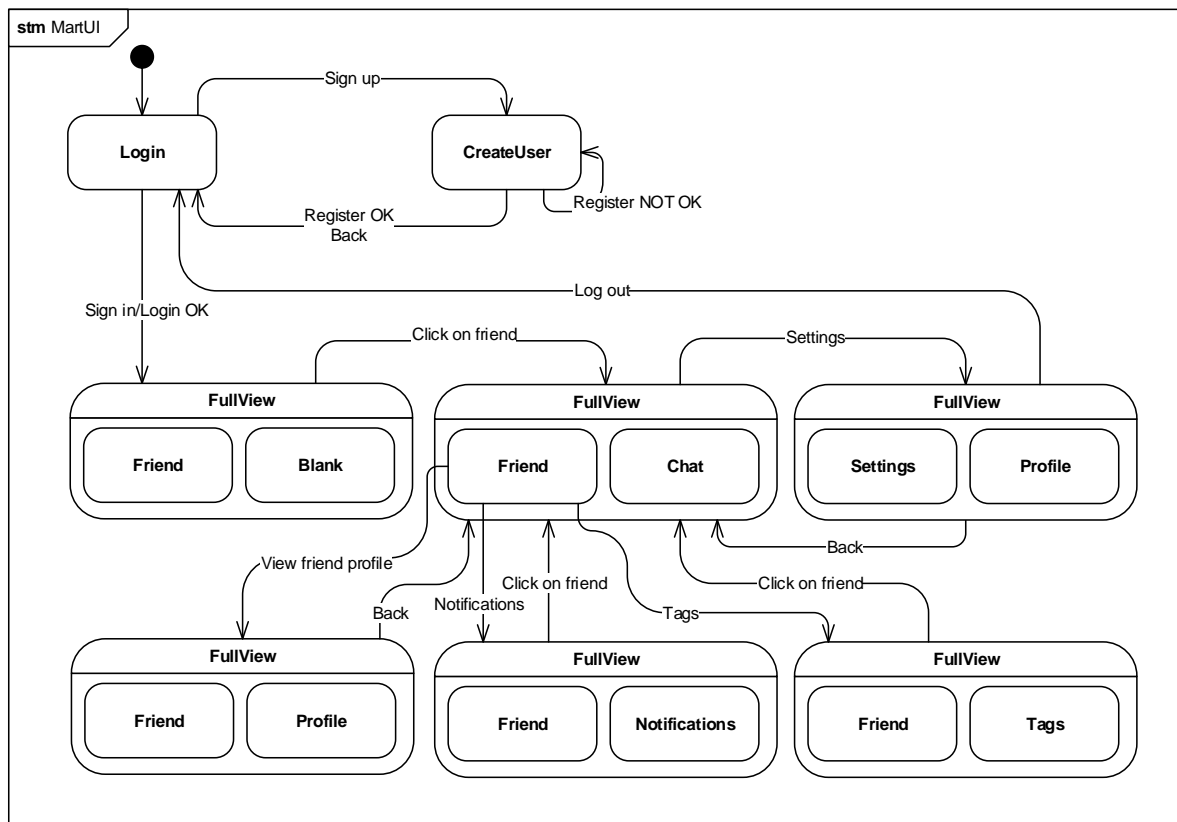 stm MartUI
Sign up
Login
CreateUser
Register NOT OK
Register OK
Back
Log out
Sign in/Login OK
Click on friend
Settings
FullView
Friend
Blank
FullView
Friend
Chat
FullView
Settings
Profile
Back
View friend profile
Click on friend
Click on friend
Notifications
Back
Tags
FullView
Friend
Profile
FullView
Friend
Notifications
FullView
Friend
Tags